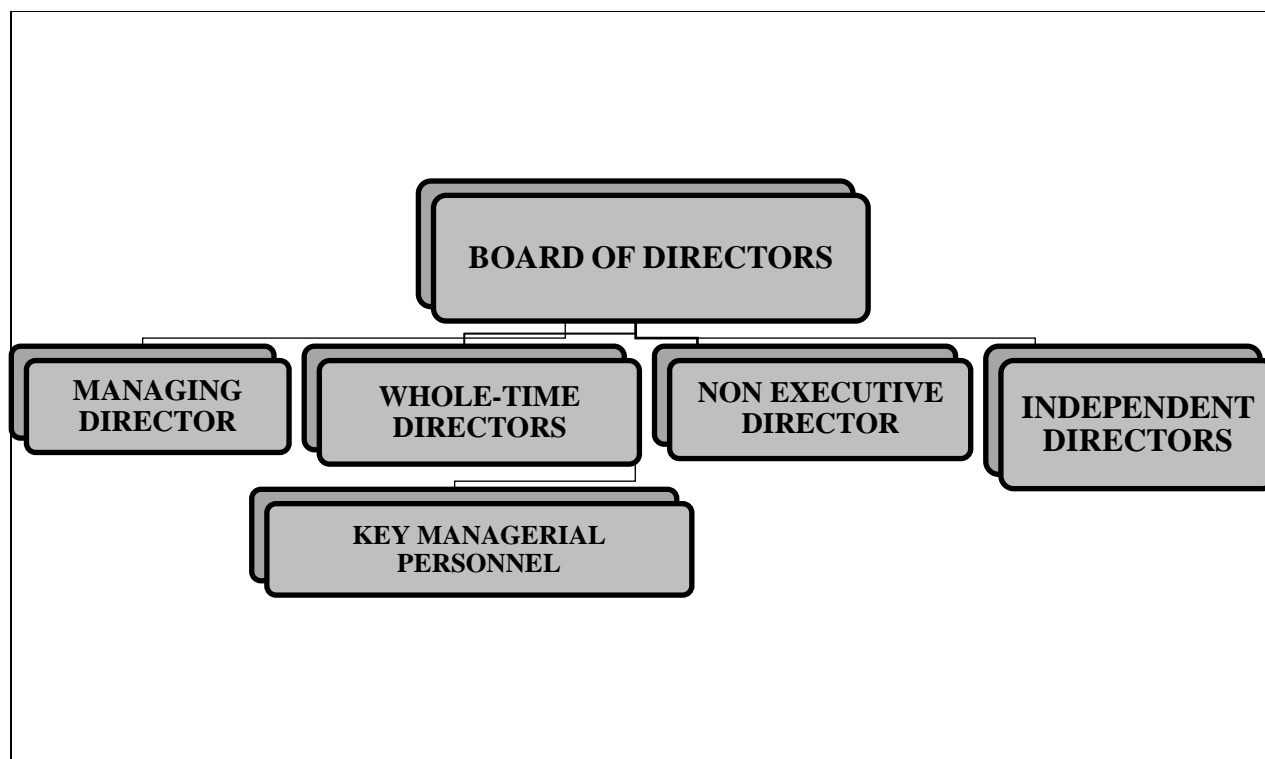 BOARD OF DIRECTORS
MANAGING
DIRECTOR
WHOLE-TIME
DIRECTORS
NON EXECUTIVE
DIRECTOR
INDEPENDENT
DIRECTORS
KEY MANAGERIAL
PERSONNEL